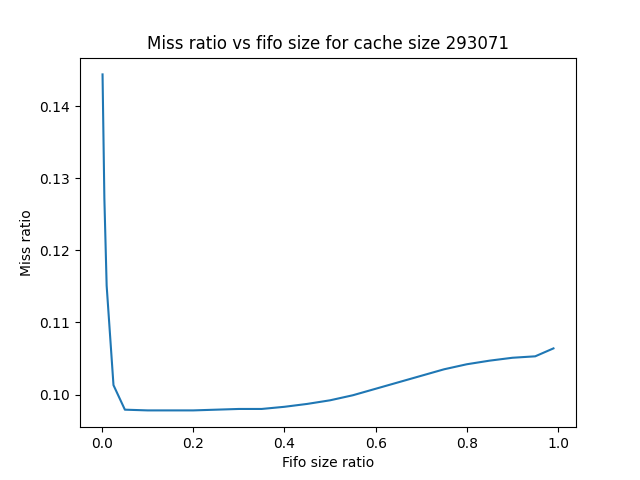 Miss ratio vs fifo size for cache size 293071
Miss ratio
0.14
0.13
0.12
0.11
0.10
0.0 0.2 0.4 0.6 0.8 1.0
Fifo size ratio